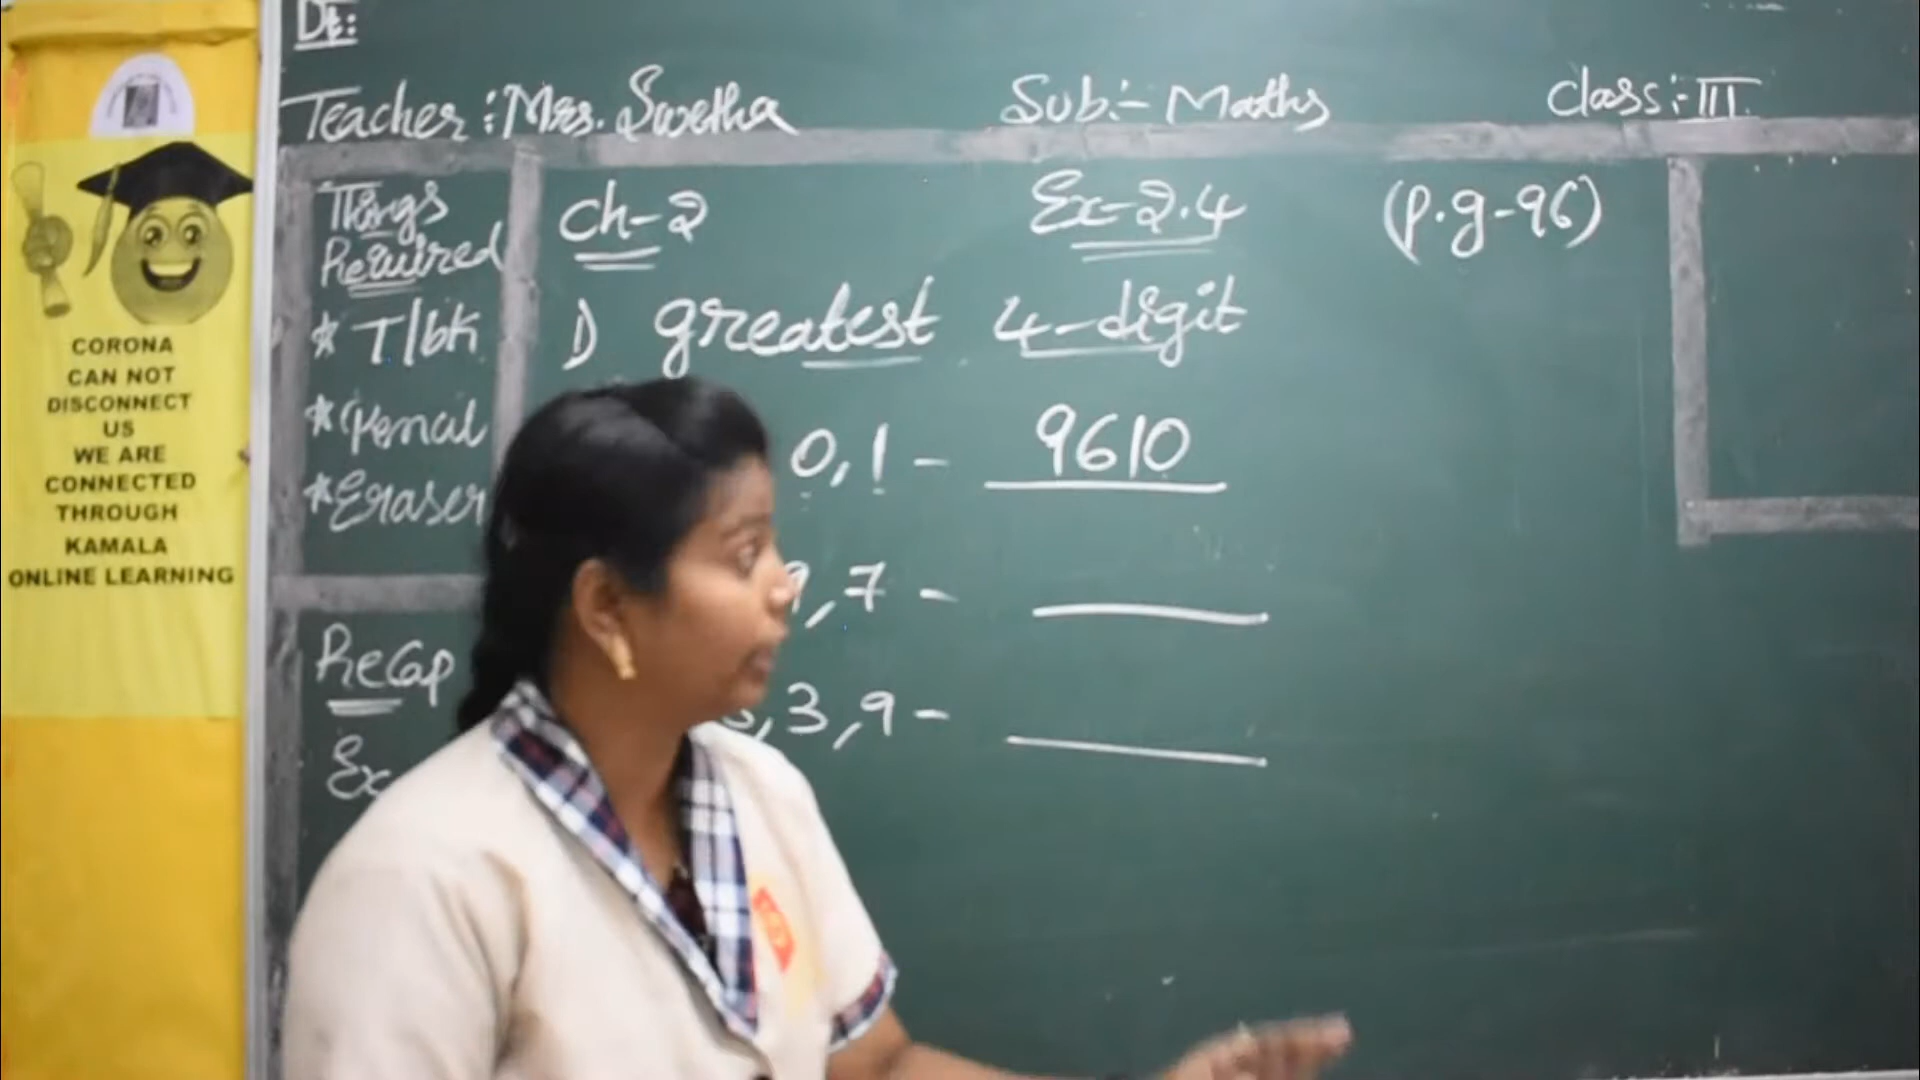 Dt:
Teacher: Mrs. Swetha Sub:- Maths Class:- III
Things Required
Ch-2 Ex-2.4 (p.g-96)
* T/bk
1) greatest 4-digit
* Pencil
0,1 - 9610
* Eraser
9,7 -
Recap
3,9 -
Ex
CORONA
CAN NOT
DISCONNECT
US
WE ARE
CONNECTED
THROUGH
KAMALA
ONLINE LEARNING